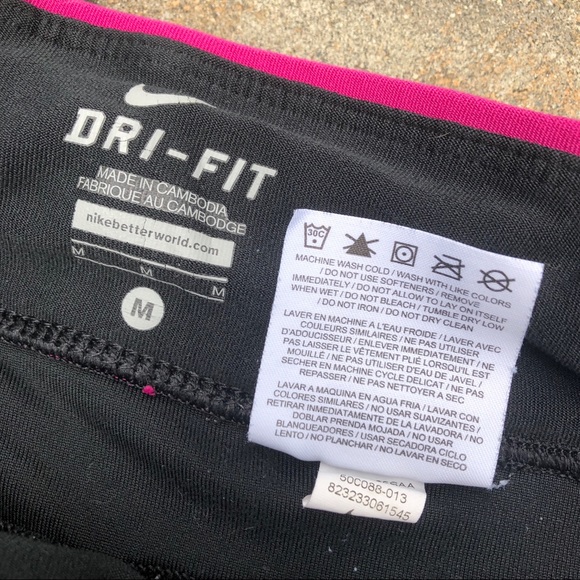 DRI-FIT
MADE IN CAMBODIA
FABRIQUE AU CAMBODGE
nikebetterworld.com
M M M
M
30C
MACHINE WASH COLD / WASH WITH LIKE COLORS
/ DO NOT USE SOFTENERS / REMOVE
IMMEDIATELY / DO NOT ALLOW TO LAY ON ITSELF
WHEN WET / DO NOT BLEACH / TUMBLE DRY LOW
/ DO NOT IRON / DO NOT DRY CLEAN
LAVER EN MACHINE A L'EAU FROIDE / LAVER AVEC
COULEURS SIMILAIRES / NE PAS UTILISER
D'ADOUCISSEUR / ENLEVER IMMEDIATEMENT / NE
PAS LAISSER LE VÊTEMENT PLIÉ LORSQU'IL EST
MOUILLÉ / NE PAS UTILISER D'EAU DE JAVEL /
SECHER EN MACHINE CYCLE DELICAT / NE PAS
REPASSER / NE PAS NETTOYER A SEC
LAVAR A MAQUINA EN AGUA FRIA / LAVAR CON
COLORES SIMILARES / NO USAR SUAVIZANTES /
RETIRAR INMEDIATAMENTE DE LA LAVADORA / NO
DOBLAR PRENDA MOJADA / NO USAR
BLANQUEADORES / USAR SECADORA CICLO
LENTO / NO PLANCHAR / NO LAVAR EN SECO
50C088-013
823233061545